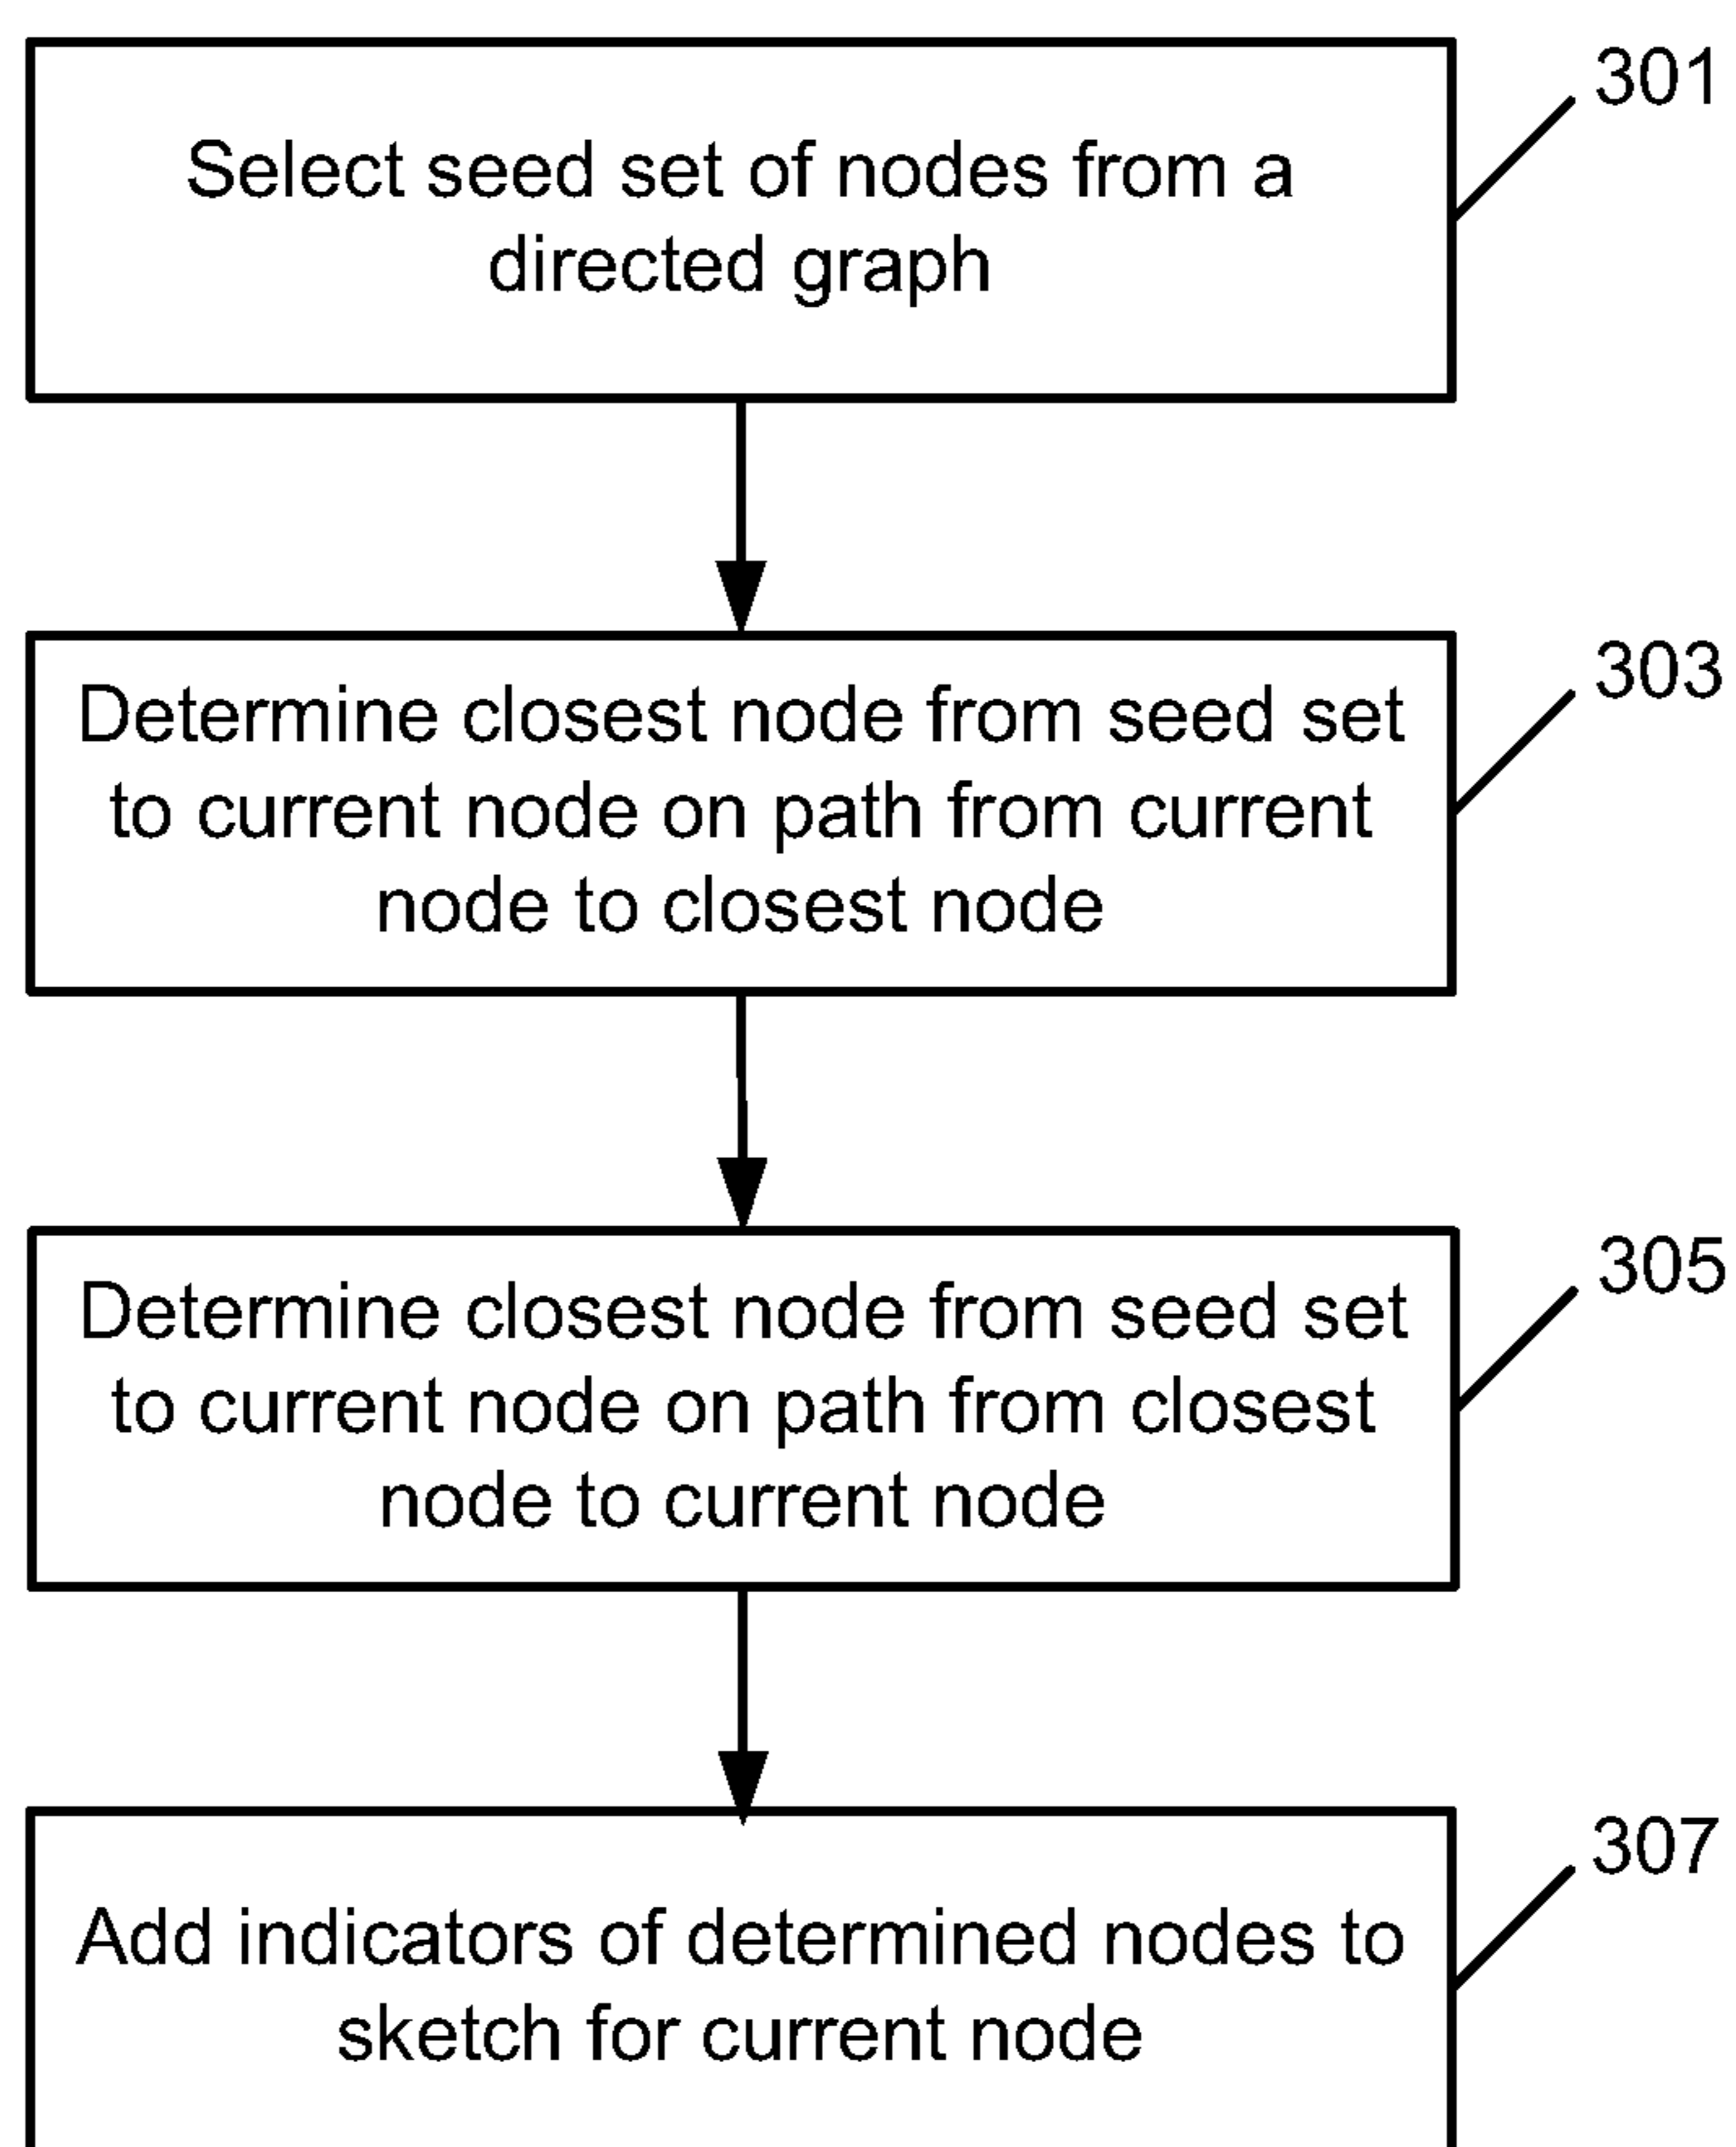 301
Select seed set of nodes from a
directed graph
303
Determine closest node from seed set
to current node on path from current
node to closest node
305
Determine closest node from seed set
to current node on path from closest
node to current node
307
Add indicators of determined nodes to
sketch for current node